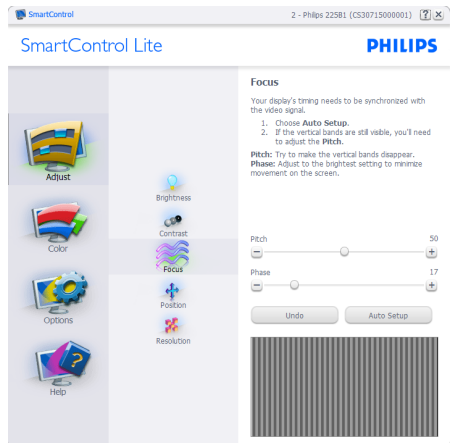 SmartControl
2 - Philips 225B1 (CS30715000001)
SmartControl Lite
PHILIPS
Adjust
Color
Options
Help
Brightness
Contrast
Focus
Position
Resolution
Focus
Your display's timing needs to be synchronized with
the video signal.
1. Choose Auto Setup.
2. If the vertical bands are still visible, you'll need
to adjust the Pitch.
Pitch: Try to make the vertical bands disappear.
Phase: Adjust to the brightest setting to minimize
movement on the screen.
Pitch 50
Phase 17
Undo
Auto Setup